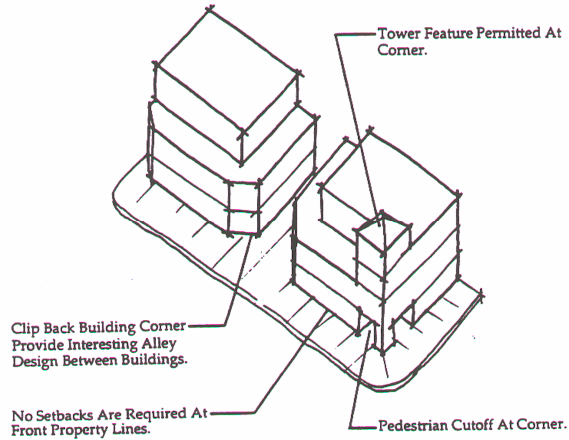 Tower Feature Permitted At
Corner.
Clip Back Building Corner
Provide Interesting Alley
Design Between Buildings.
No Setbacks Are Required At
Front Property Lines.
Pedestrian Cutoff At Corner.